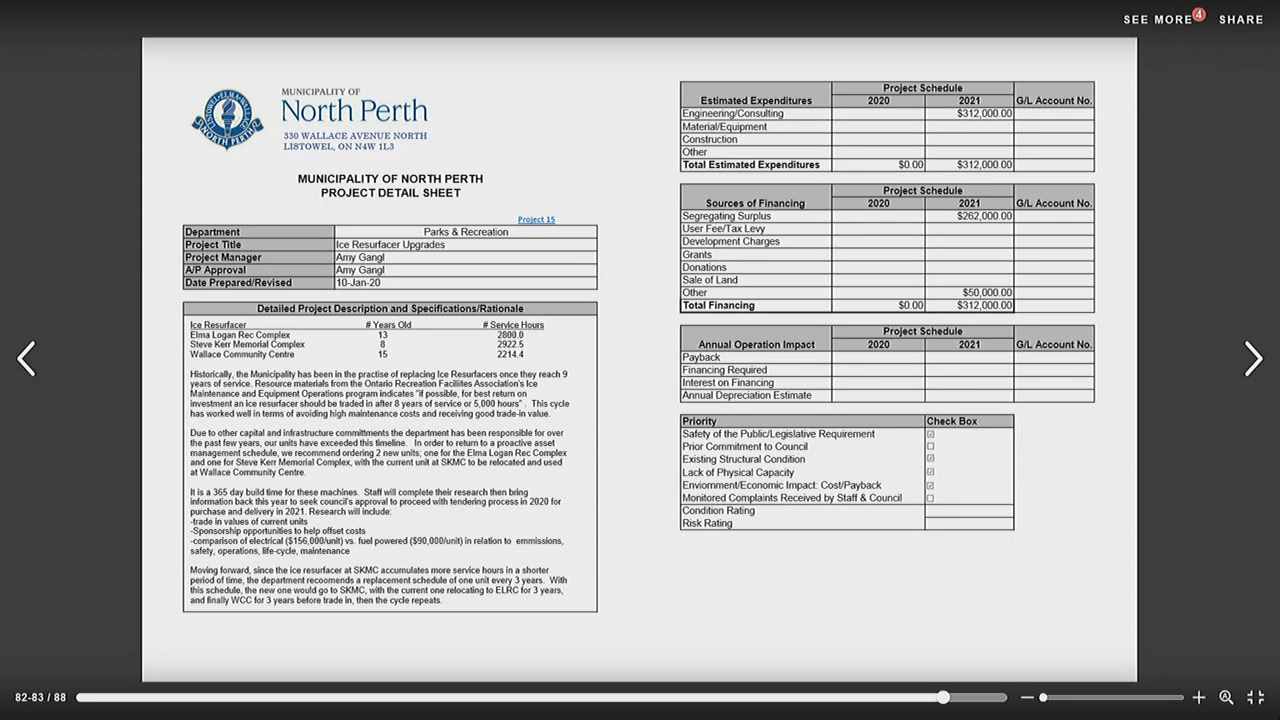 SEE MORE 4 SHARE
LISTOWEL·ELMA·WALLACE
NORTH PERTH
MUNICIPALITY OF
North Perth
330 WALLACE AVENUE NORTH
LISTOWEL, ON N4W 1L3
MUNICIPALITY OF NORTH PERTH
PROJECT DETAIL SHEET
Project 15
Department Parks & Recreation
Project Title Ice Resurfacer Upgrades
Project Manager Amy Gangl
A/P Approval Amy Gangl
Date Prepared/Revised 10-Jan-20
Detailed Project Description and Specifications/Rationale
Ice Resurfacer # Years Old # Service Hours
Elma Logan Rec Complex 13 2800.0
Steve Kerr Memorial Complex 8 2922.5
Wallace Community Centre 15 2214.4
Historically, the Municipality has been in the practise of replacing Ice Resurfacers once they reach 9
years of service. Resource materials from the Ontario Recreation Faciliites Association's Ice
Maintenance and Equipment Operations program indicates "if possible, for best return on
investment an ice resurfacer should be traded in after 8 years of service or 5,000 hours" . This cycle
has worked well in terms of avoiding high maintenance costs and receiving good trade-in value.
Due to other capital and infrastructure commitments the department has been responsible for over
the past few years, our units have exceeded this timeline. In order to return to a proactive asset
management schedule, we recommend ordering 2 new units; one for the Elma Logan Rec Complex
and one for Steve Kerr Memorial Complex, with the current unit at SKMC to be relocated and used
at Wallace Community Centre.
It is a 365 day build time for these machines. Staff will complete their research then bring
information back this year to seek council's approval to proceed with tendering process in 2020 for
purchase and delivery in 2021. Research will include:
-trade in values of current units
-Sponsorship opportunities to help offset costs
-comparison of electrical ($156,000/unit) vs. fuel powered ($90,000/unit) in relation to emmissions,
safety, operations, life-cycle, maintenance
Moving forward, since the ice resurfacer at SKMC accumulates more service hours in a shorter
period of time, the department recoomends a replacement schedule of one unit every 3 years. With
this schedule, the new one would go to SKMC, with the current one relocating to ELRC for 3 years,
and finally WCC for 3 years before trade in, then the cycle repeats.
Project Schedule
Estimated Expenditures 2020 2021 G/L Account No.
Engineering/Consulting $312,000.00
Material/Equipment
Construction
Other
Total Estimated Expenditures $0.00 $312,000.00
Project Schedule
Sources of Financing 2020 2021 G/L Account No.
Segregating Surplus $262,000.00
User Fee/Tax Levy
Development Charges
Grants
Donations
Sale of Land
Other $50,000.00
Total Financing $0.00 $312,000.00
Project Schedule
Annual Operation Impact 2020 2021 G/L Account No.
Payback
Financing Required
Interest on Financing
Annual Depreciation Estimate
Priority Check Box
Safety of the Public/Legislative Requirement ☑
Prior Commitment to Council ☐
Existing Structural Condition ☑
Lack of Physical Capacity ☑
Enviornment/Economic Impact: Cost/Payback ☑
Monitored Complaints Received by Staff & Council ☐
Condition Rating
Risk Rating
82-83 / 88